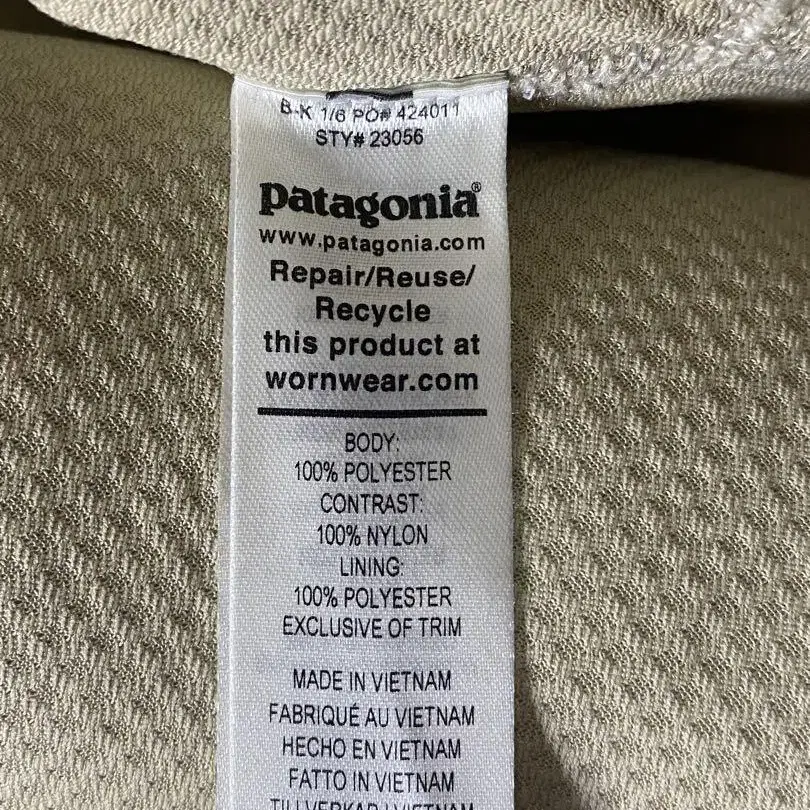 B-K 1/6 PO# 424011
STY# 23056
patagonia®
www.patagonia.com
Repair/Reuse/
Recycle
this product at
wornwear.com
BODY:
100% POLYESTER
CONTRAST:
100% NYLON
LINING:
100% POLYESTER
EXCLUSIVE OF TRIM
MADE IN VIETNAM
FABRIQUÉ AU VIETNAM
HECHO EN VIETNAM
FATTO IN VIETNAM
TILLVERKAD I VIETNAM